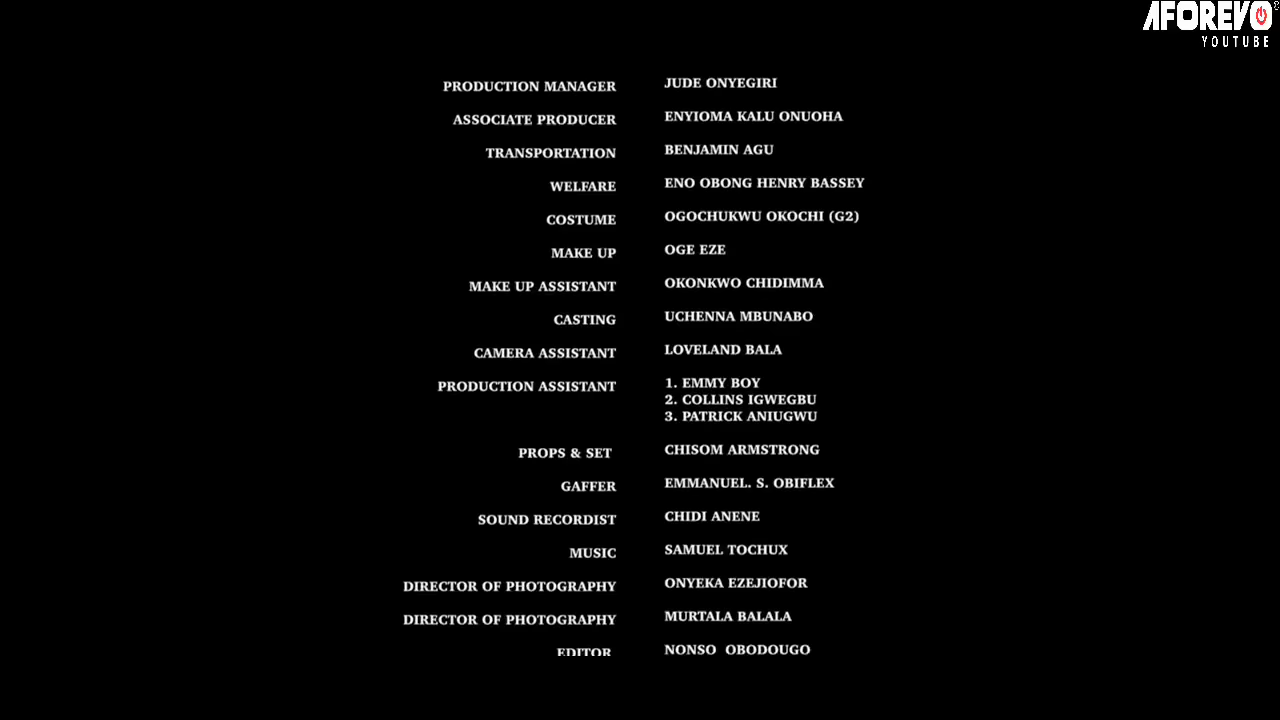 AFOREVO
YOUTUBE
PRODUCTION MANAGER JUDE ONYEGIRI
ASSOCIATE PRODUCER ENYIOMA KALU ONUOHA
TRANSPORTATION BENJAMIN AGU
WELFARE ENO OBONG HENRY BASSEY
COSTUME OGOCHUKWU OKOCHI (G2)
MAKE UP OGE EZE
MAKE UP ASSISTANT OKONKWO CHIDIMMA
CASTING UCHENNA MBUNABO
CAMERA ASSISTANT LOVELAND BALA
PRODUCTION ASSISTANT 1. EMMY BOY
2. COLLINS IGWEGBU
3. PATRICK ANIUGWU
PROPS & SET CHISOM ARMSTRONG
GAFFER EMMANUEL. S. OBIFLEX
SOUND RECORDIST CHIDI ANENE
MUSIC SAMUEL TOCHUX
DIRECTOR OF PHOTOGRAPHY ONYEKA EZEJIOFOR
DIRECTOR OF PHOTOGRAPHY MURTALA BALALA
EDITOR NONSO OBODOUGO